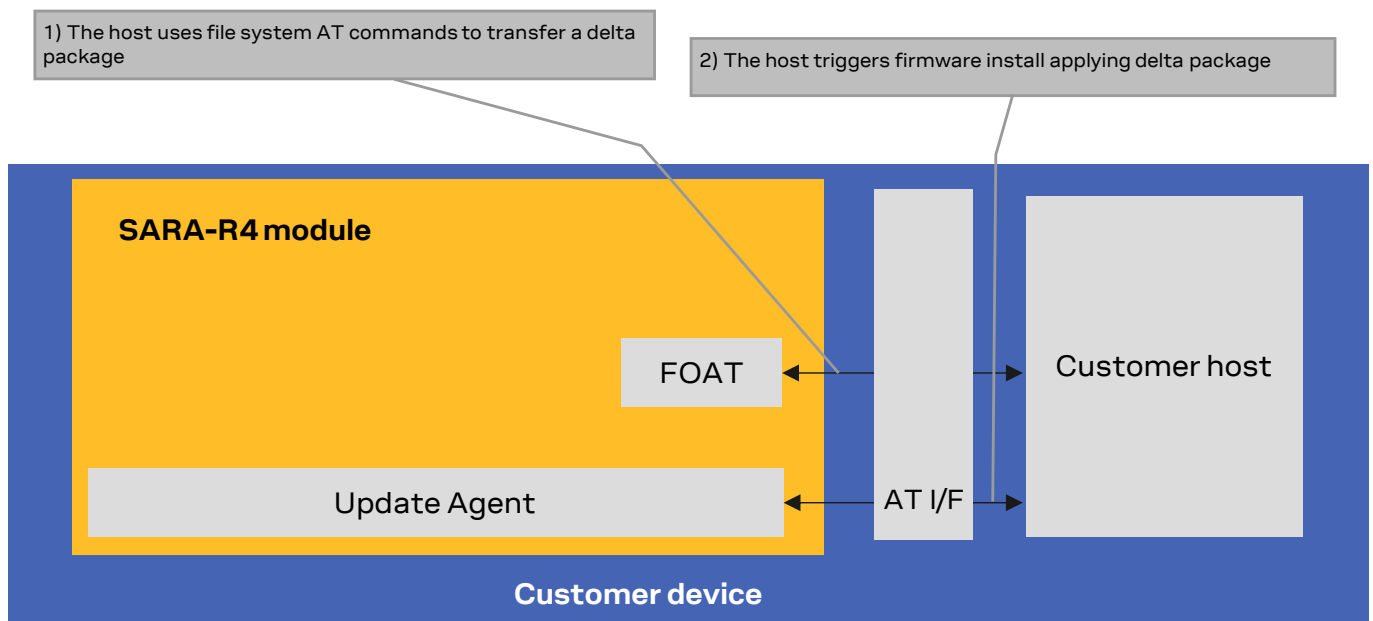 1) The host uses file system AT commands to transfer a delta
package
2) The host triggers firmware install applying delta package
SARA-R4 module
FOAT
Customer host
Update Agent
AT I/F
Customer device